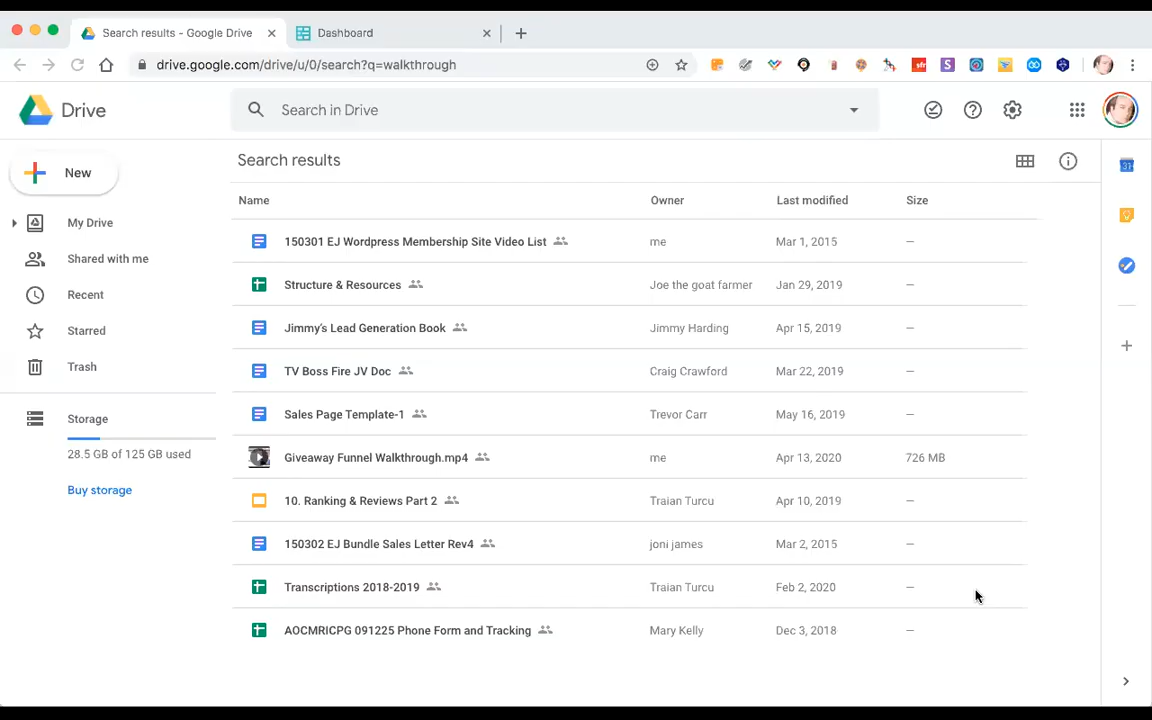 Search results - Google Drive
Dashboard
drive.google.com/drive/u/0/search?q=walkthrough
Drive
Search in Drive
New
My Drive
Shared with me
Recent
Starred
Trash
Storage
28.5 GB of 125 GB used
Buy storage
Search results
Name Owner Last modified Size
150301 EJ Wordpress Membership Site Video List me Mar 1, 2015 –
Structure & Resources Joe the goat farmer Jan 29, 2019 –
Jimmy's Lead Generation Book Jimmy Harding Apr 15, 2019 –
TV Boss Fire JV Doc Craig Crawford Mar 22, 2019 –
Sales Page Template-1 Trevor Carr May 16, 2019 –
Giveaway Funnel Walkthrough.mp4 me Apr 13, 2020 726 MB
10. Ranking & Reviews Part 2 Traian Turcu Apr 10, 2019 –
150302 EJ Bundle Sales Letter Rev4 joni james Mar 2, 2015 –
Transcriptions 2018-2019 Traian Turcu Feb 2, 2020 –
AOCMRICPG 091225 Phone Form and Tracking Mary Kelly Dec 3, 2018 –
31